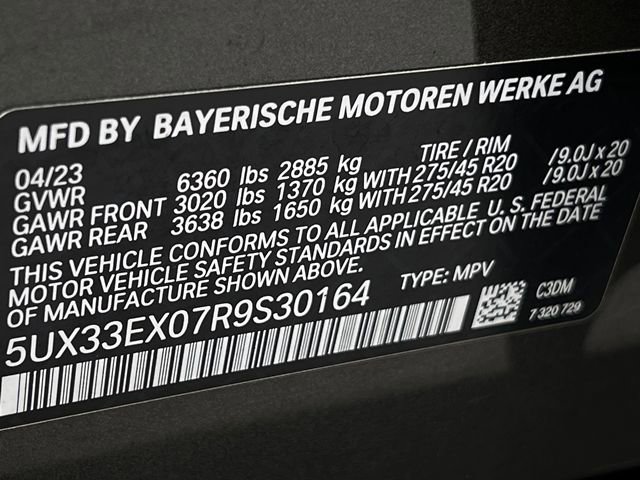 MFD BY BAYERISCHE MOTOREN WERKE AG
04/23 TIRE / RIM
GVWR 6360 lbs 2885 kg
GAWR FRONT 3020 lbs 1370 kg WITH 275/45 R20 /9.0J x 20
GAWR REAR 3638 lbs 1650 kg WITH 275/45 R20 /9.0J x 20
THIS VEHICLE CONFORMS TO ALL APPLICABLE U. S. FEDERAL
MOTOR VEHICLE SAFETY STANDARDS IN EFFECT ON THE DATE
OF MANUFACTURE SHOWN ABOVE.
TYPE: MPV
5UX33EX07R9S30164
C3DM
7 320 729